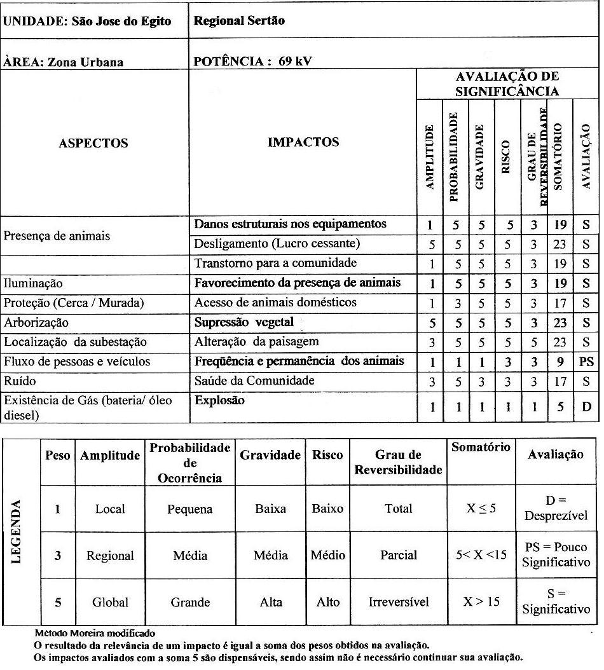 UNIDADE: São Jose do Egito Regional Sertão
ÀREA: Zona Urbana POTÊNCIA : 69 kV
ASPECTOS IMPACTOS AVALIAÇÃO DE
SIGNIFICÂNCIA
AMPLITUDE PROBABILIDADE GRAVIDADE RISCO GRAU DE REVERSIBILIDADE SOMATÓRIO AVALIAÇÃO
Presença de animais Danos estruturais nos equipamentos 1 5 5 5 3 19 S
Desligamento (Lucro cessante) 5 5 5 5 3 23 S
Transtorno para a comunidade 1 5 5 5 3 19 S
Iluminação Favorecimento da presença de animais 1 5 5 5 3 19 S
Proteção (Cerca / Murada) Acesso de animais domésticos 1 3 5 5 3 17 S
Arborização Supressão vegetal 5 5 5 5 3 23 S
Localização da subestação Alteração da paisagem 3 5 5 5 5 23 S
Fluxo de pessoas e veículos Freqüência e permanência dos animais 1 1 1 3 3 9 PS
Ruído Saúde da Comunidade 3 5 3 3 3 17 S
Existência de Gás (bateria/ óleo
diesel) Explosão 1 1 1 1 1 5 D
LEGENDA
Peso Amplitude Probabilidade
de
Ocorrência Gravidade Risco Grau de
Reversibilidade Somatório Avaliação
1 Local Pequena Baixa Baixo Total X ≤ 5 D =
Desprezível
3 Regional Média Média Médio Parcial 5< X <15 PS = Pouco
Significativo
5 Global Grande Alta Alto Irreversível X > 15 S =
Significativo
Método Moreira modificado
O resultado da relevância de um impacto é igual a soma dos pesos obtidos na avaliação.
Os impactos avaliados com a soma 5 são dispensáveis, sendo assim não é necessário continuar sua avaliação.